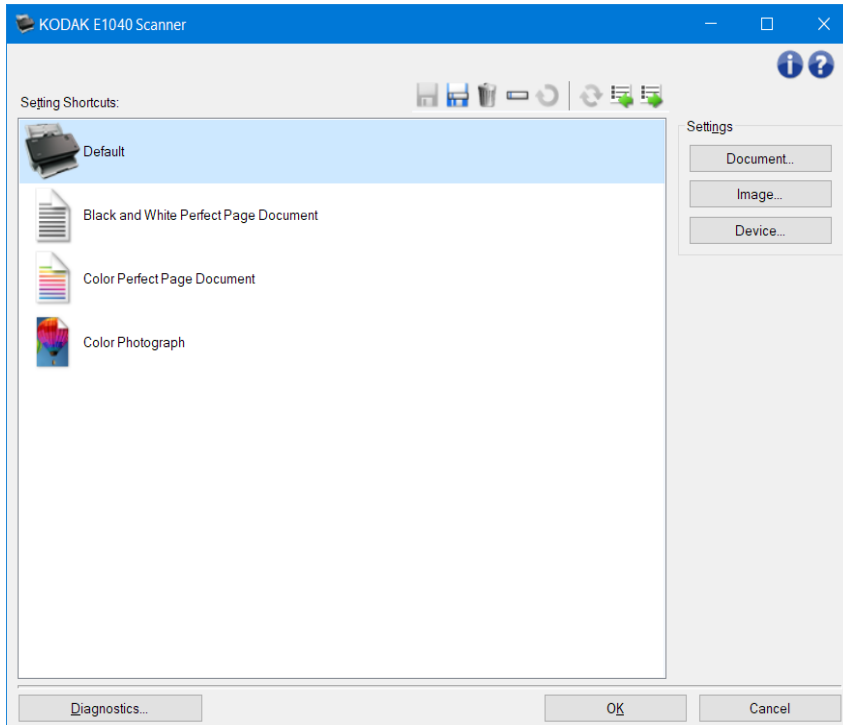 KODAK E1040 Scanner
Setting Shortcuts:
Default
Black and White Perfect Page Document
Color Perfect Page Document
Color Photograph
Settings
Document...
Image...
Device...
Diagnostics...
OK
Cancel